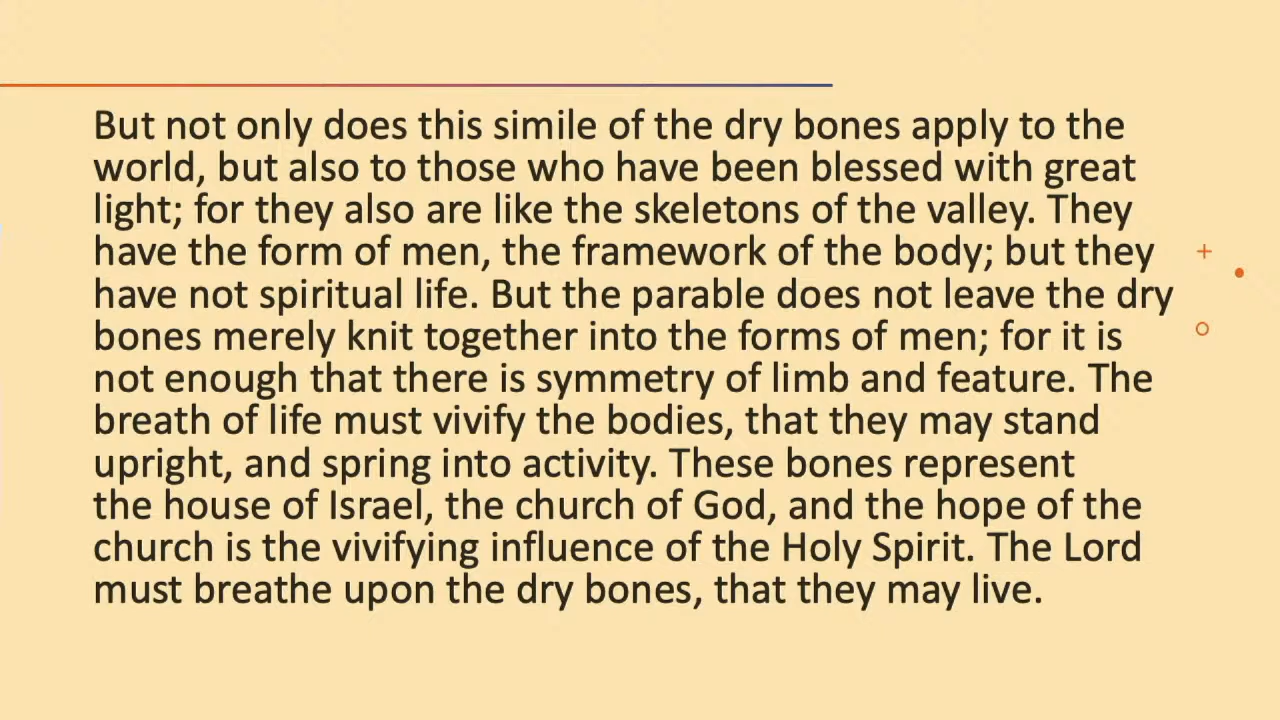 But not only does this simile of the dry bones apply to the
world, but also to those who have been blessed with great
light; for they also are like the skeletons of the valley. They
have the form of men, the framework of the body; but they
have not spiritual life. But the parable does not leave the dry
bones merely knit together into the forms of men; for it is
not enough that there is symmetry of limb and feature. The
breath of life must vivify the bodies, that they may stand
upright, and spring into activity. These bones represent
the house of Israel, the church of God, and the hope of the
church is the vivifying influence of the Holy Spirit. The Lord
must breathe upon the dry bones, that they may live.